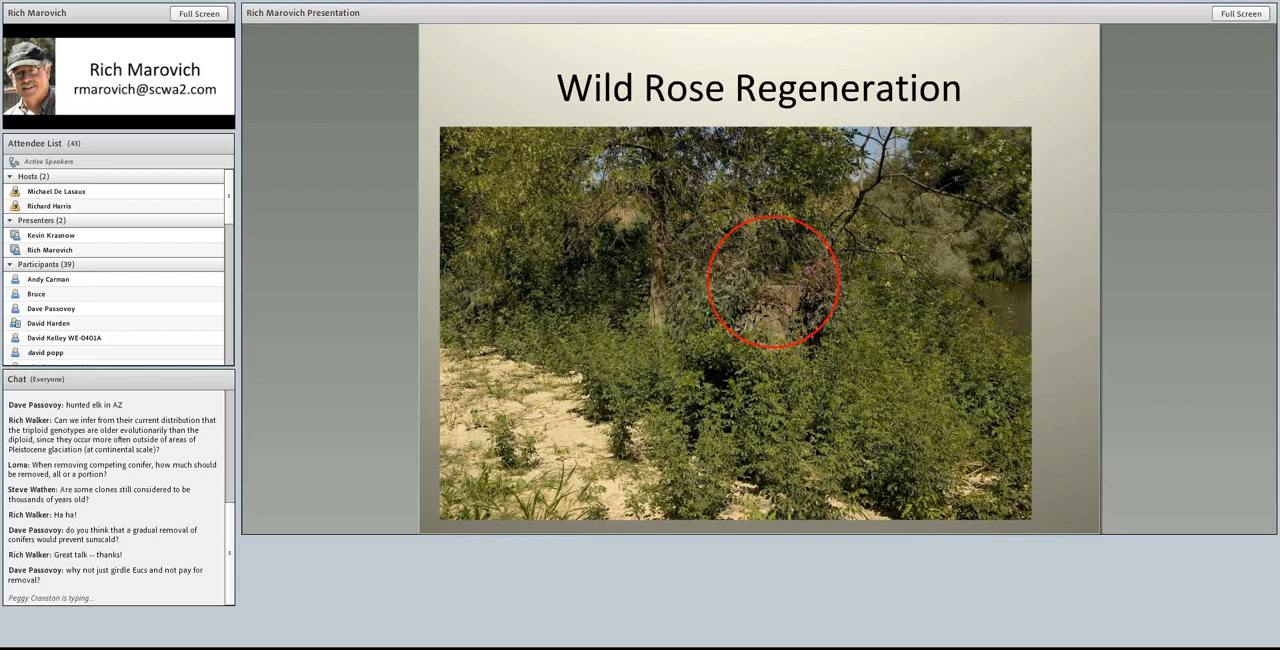 Rich Marovich
Full Screen
Rich Marovich
rmarovich@scwa2.com
Attendee List (43)
Active Speakers
Hosts (2)
Michael De Lasaux
Richard Harris
Presenters (2)
Kevin Krasnow
Rich Marovich
Participants (39)
Andy Carman
Bruce
Dave Passovoy
David Harden
David Kelley WE-0401A
david popp
Chat (Everyone)
Dave Passovoy: hunted elk in AZ
Rich Walker: Can we infer from their current distribution that
the triploid genotypes are older evolutionarily than the
diploid, since they occur more often outside of areas of
Pleistocene glaciation (at continental scale)?
Lorna: When removing competing conifer, how much should
be removed, all or a portion?
Steve Wathen: Are some clones still considered to be
thousands of years old?
Rich Walker: Ha ha!
Dave Passovoy: do you think that a gradual removal of
conifers would prevent sunscald?
Rich Walker: Great talk -- thanks!
Dave Passovoy: why not just girdle Eucs and not pay for
removal?
Peggy Cranston is typing...
Rich Marovich Presentation
Full Screen
Wild Rose Regeneration